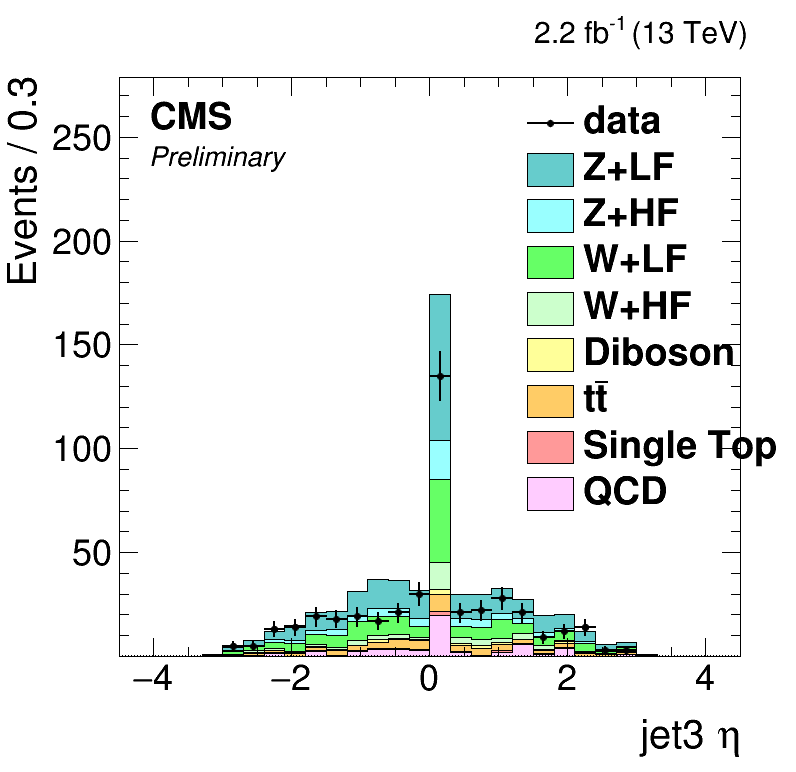 2.2 fb⁻¹ (13 TeV)
Events / 0.3
CMS
Preliminary
data
Z+LF
Z+HF
W+LF
W+HF
Diboson
tt̄
Single Top
QCD
250
200
150
100
50
−4 −2 0 2 4
jet3 η